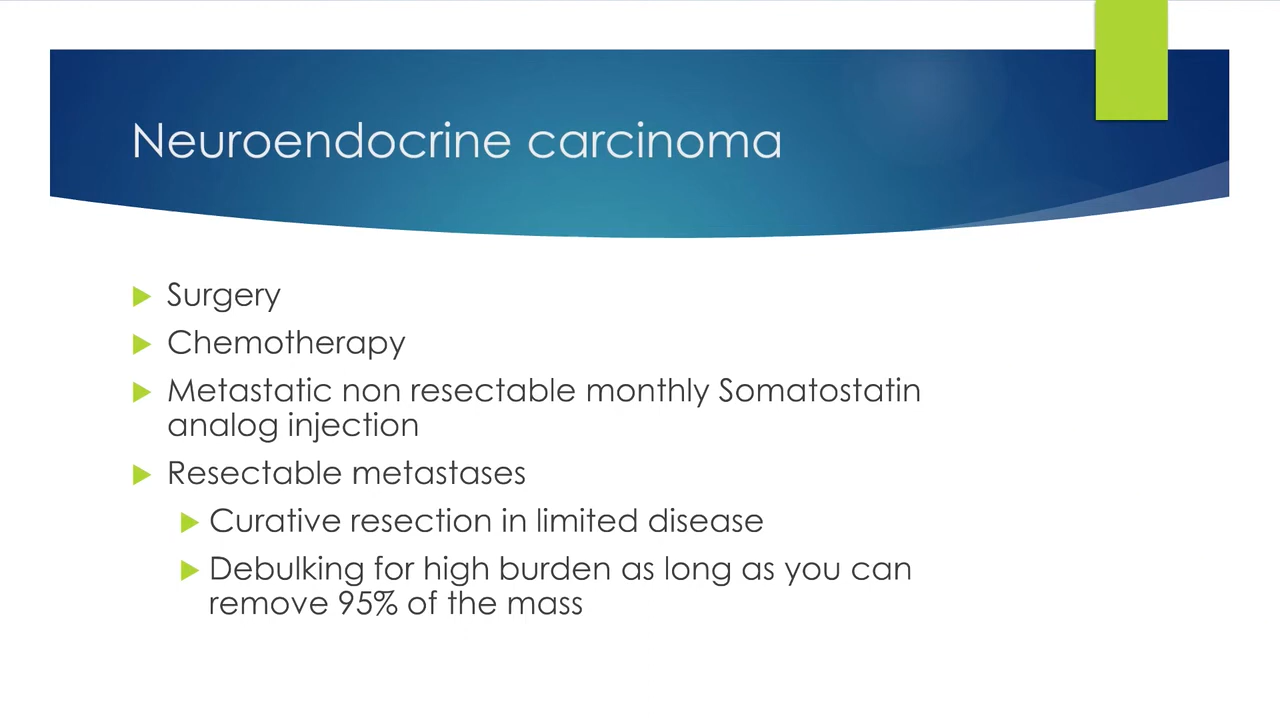 Neuroendocrine carcinoma
Surgery
Chemotherapy
Metastatic non resectable monthly Somatostatin
analog injection
Resectable metastases
Curative resection in limited disease
Debulking for high burden as long as you can
remove 95% of the mass